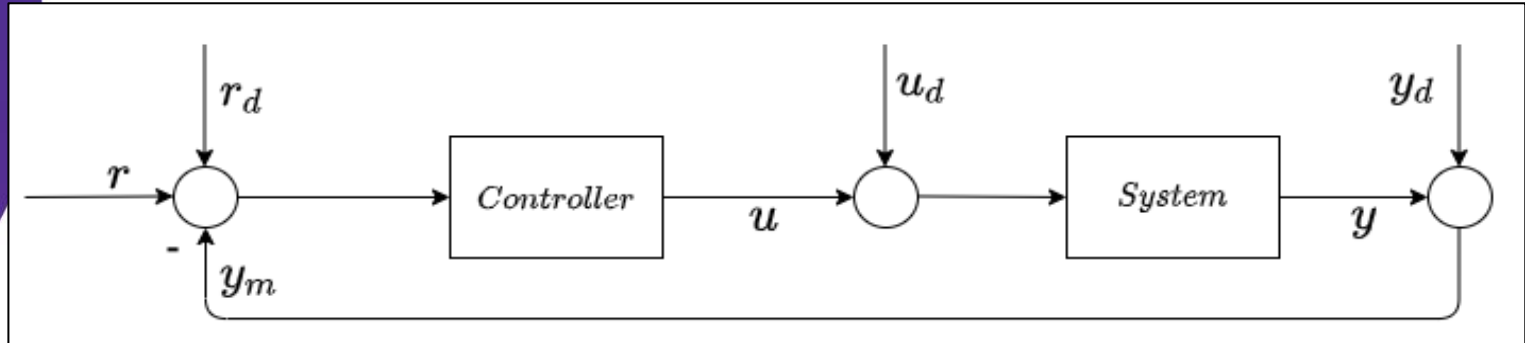 r_d
u_d
y_d
r
Controller
System
u
y
-
y_m